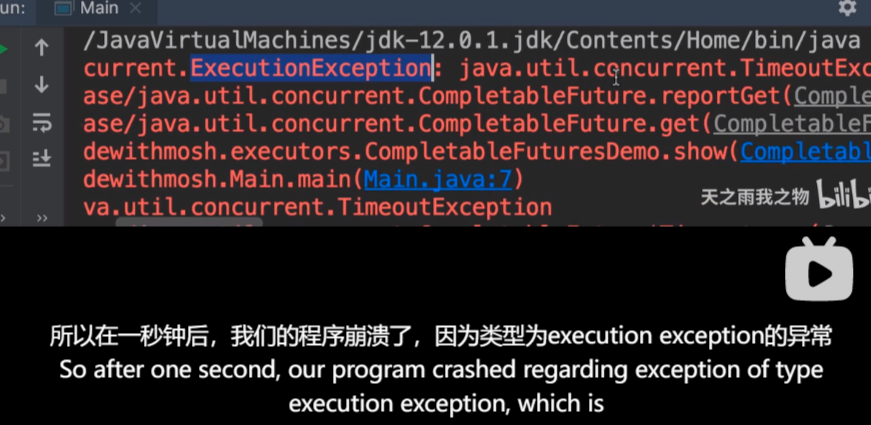 un: Main
/JavaVirtualMachines/jdk-12.0.1.jdk/Contents/Home/bin/java
current.ExecutionException: java.util.concurrent.TimeoutExc
ase/java.util.concurrent.CompletableFuture.reportGet(Comple
ase/java.util.concurrent.CompletableFuture.get(CompletableF
dewithmosh.executors.CompletableFuturesDemo.show(Completabl
dewithmosh.Main.main(Main.java:7)
va.util.concurrent.TimeoutException
天之雨我之物 bilibi
所以在一秒钟后，我们的程序崩溃了，因为类型为execution exception的异常
So after one second, our program crashed regarding exception of type
execution exception, which is